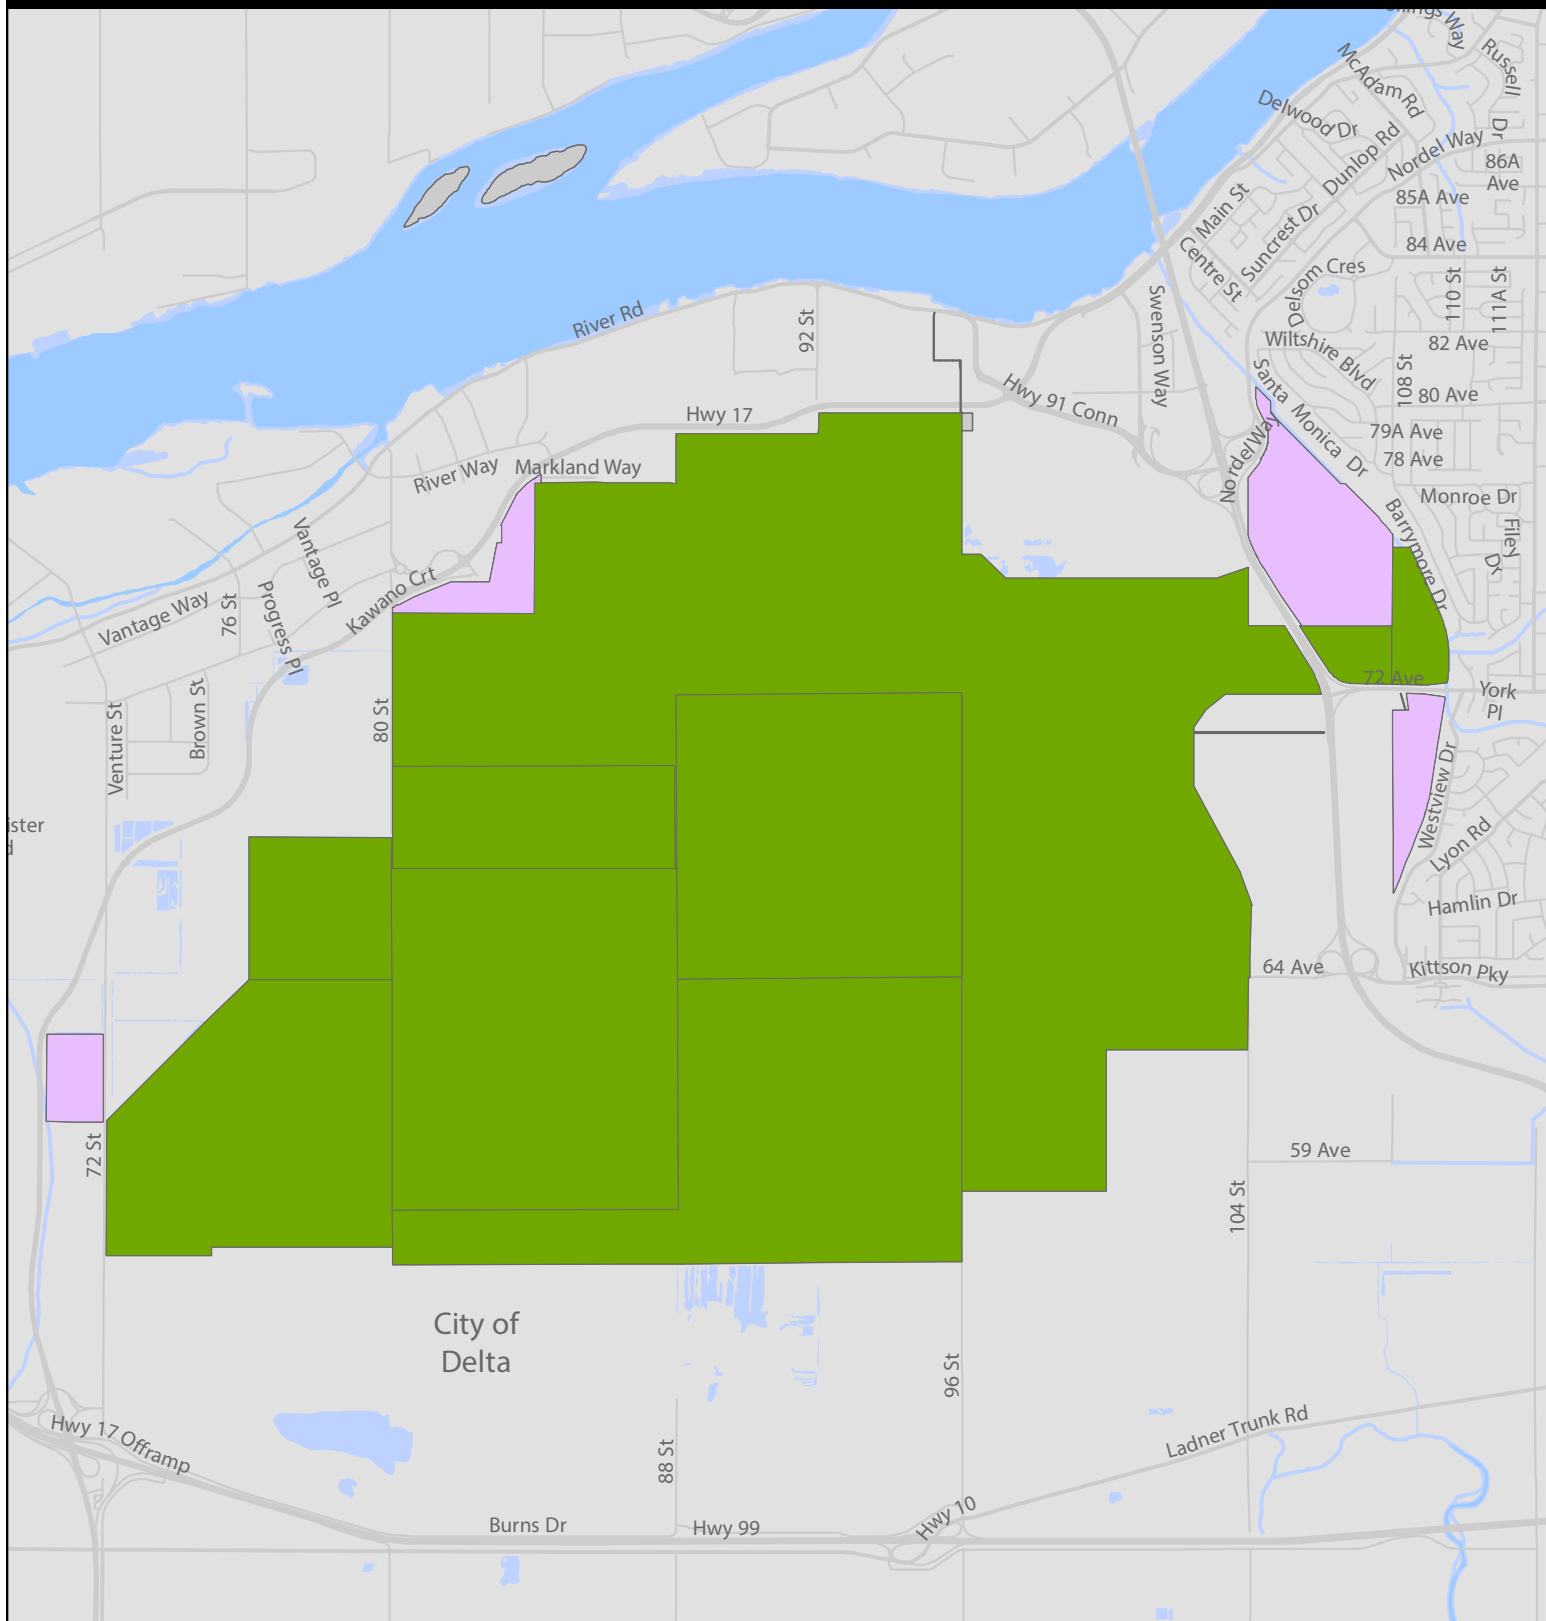 Way
Russell
Dr
McAdam Rd
Delwood Dr
Dunlop Rd
Nordel Way
86A
Ave
85A Ave
Main St
Suncrest Dr
84 Ave
Centre St
Delsom Cres
110 St
111A St
Swenson Way
River Rd
92 St
Wiltshire Blvd
82 Ave
108 St
Hwy 91 Conn
Santa Monica Dr
80 Ave
Hwy 17
Nordel Way
79A Ave
78 Ave
River Way
Markland Way
Monroe Dr
Barrymore Dr
Filey
Dr
Vantage Pl
Kawano Crt
Vantage Way
76 St
Progress Pl
72 Ave
York
Pl
Venture St
Brown St
80 St
Westview Dr
Lyon Rd
ister
d
Hamlin Dr
64 Ave
Kittson Pky
72 St
59 Ave
104 St
City of
Delta
96 St
Hwy 17 Offramp
88 St
Ladner Trunk Rd
Burns Dr
Hwy 99
Hwy 10